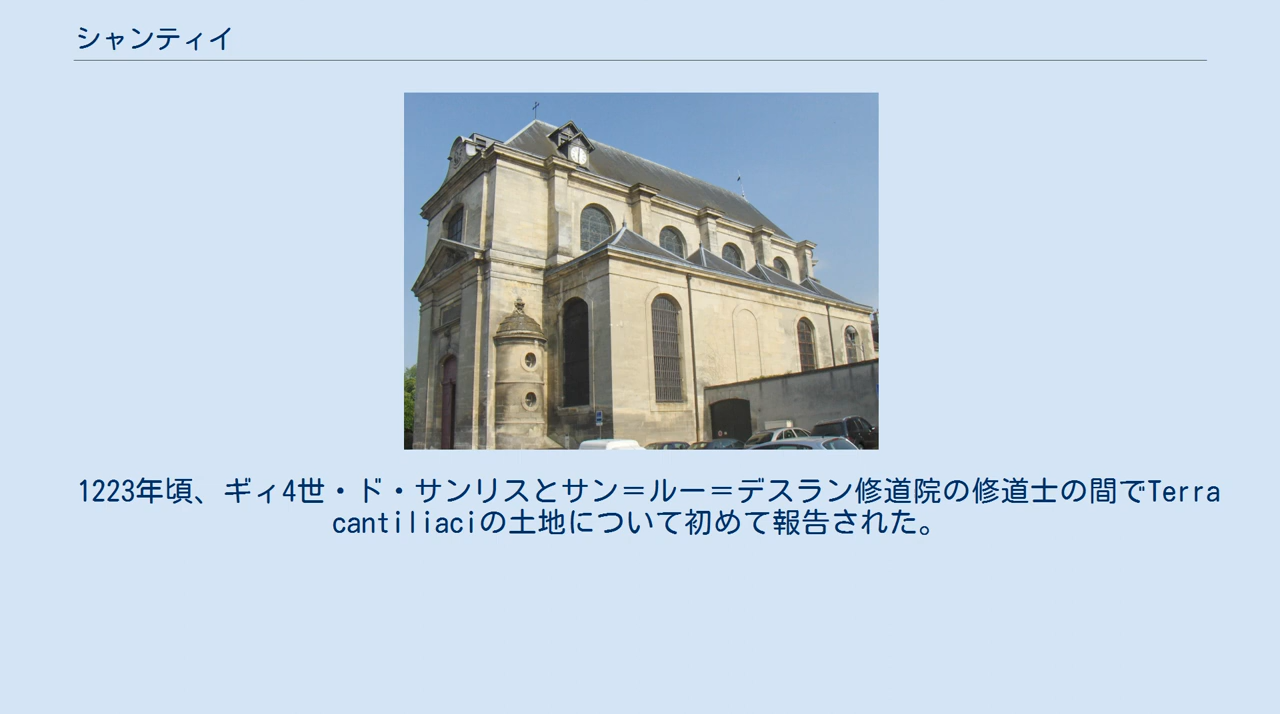 シャンティイ
1223年頃、ギィ4世・ド・サンリスとサン＝ルー＝デスラン修道院の修道士の間でTerra
cantiliaciの土地について初めて報告された。